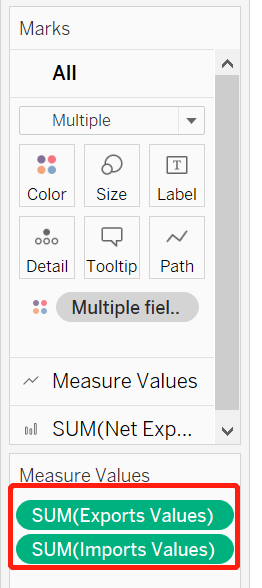 Marks
All
Multiple
Color Size Label
Detail Tooltip Path
Multiple fiel..
Measure Values
SUM(Net Exp...
Measure Values
SUM(Exports Values)
SUM(Imports Values)